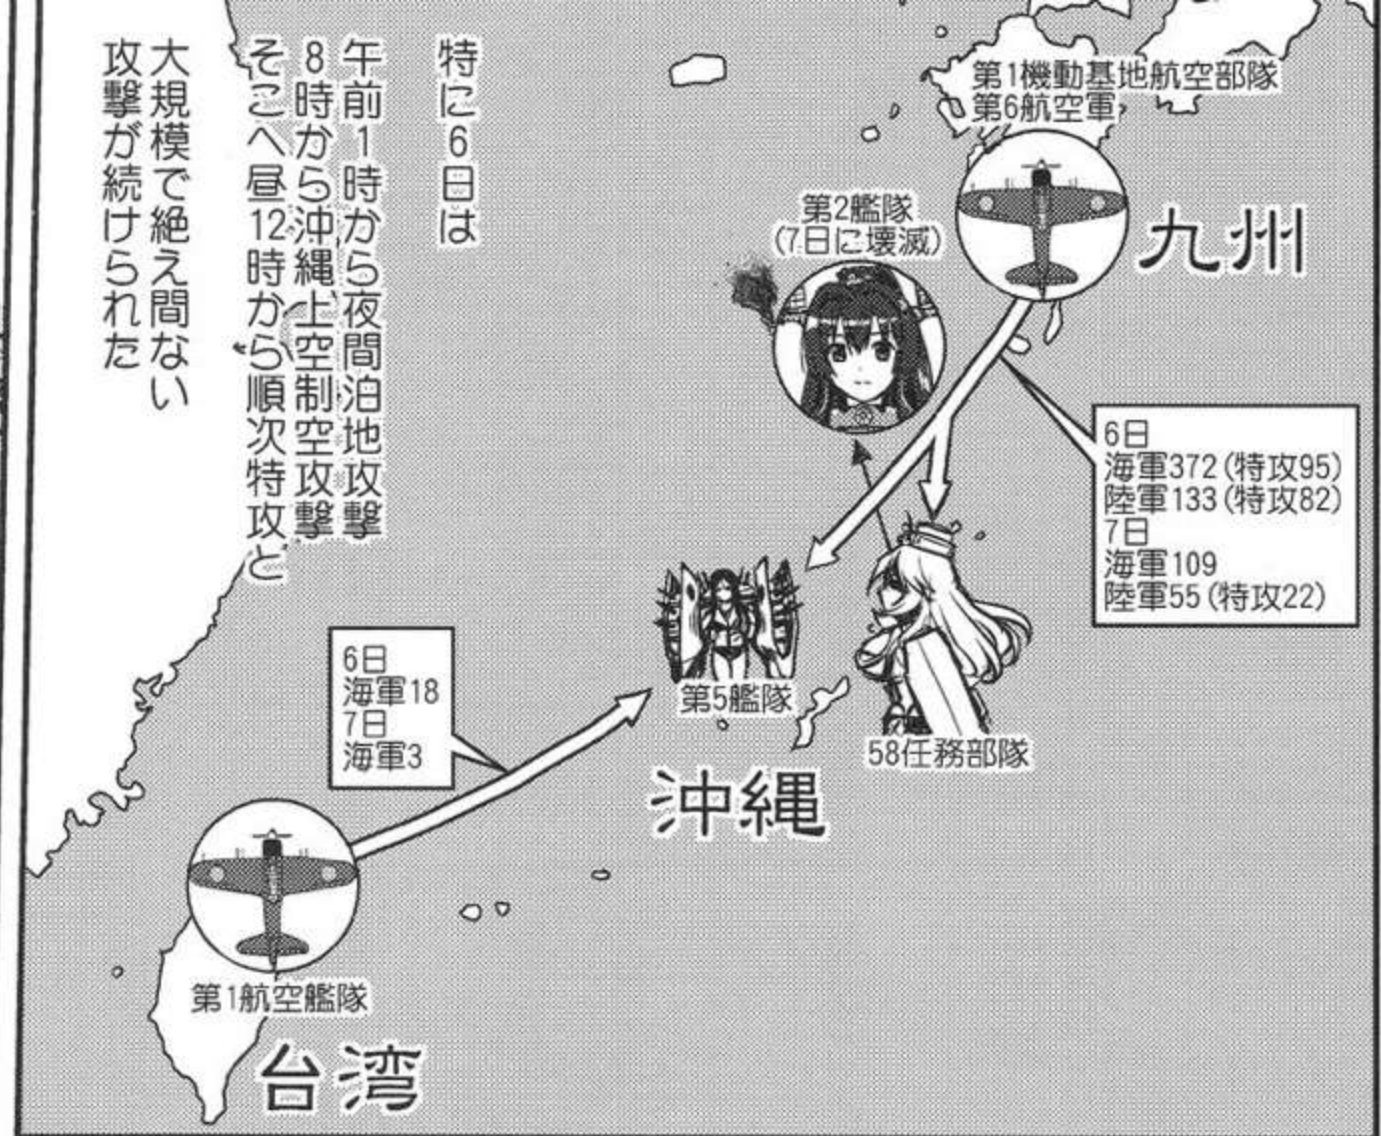 特に6日は
午前1時から夜間泊地攻撃
8時から沖縄上空制空攻撃
そこへ昼12時から順次特攻と
大規模で絶え間ない
攻撃が続けられた
第1機動基地航空部隊
第6航空軍
九州
第2艦隊
(7日に壊滅)
6日
海軍372(特攻95)
陸軍133(特攻82)
7日
海軍109
陸軍55(特攻22)
第5艦隊
58任務部隊
沖縄
6日
海軍18
7日
海軍3
第1航空艦隊
台湾